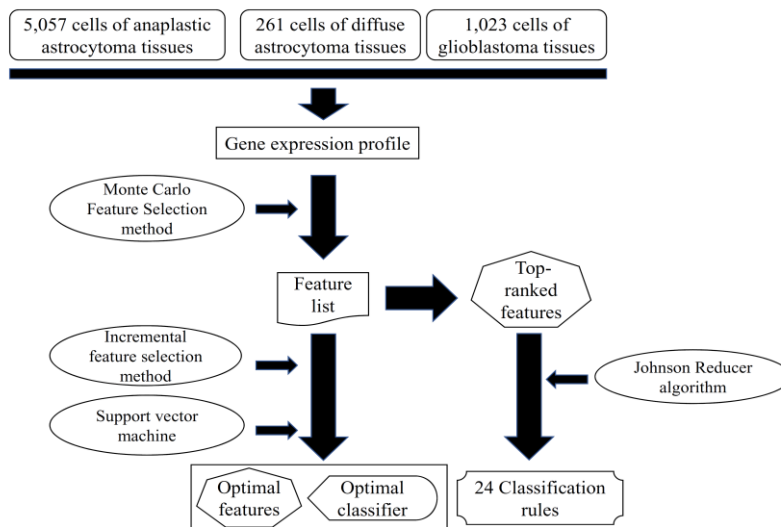 5,057 cells of anaplastic
astrocytoma tissues
261 cells of diffuse
astrocytoma tissues
1,023 cells of
glioblastoma tissues
Gene expression profile
Monte Carlo
Feature Selection
method
Feature
list
Top-
ranked
features
Incremental
feature selection
method
Johnson Reducer
algorithm
Support vector
machine
Optimal
features
Optimal
classifier
24 Classification
rules